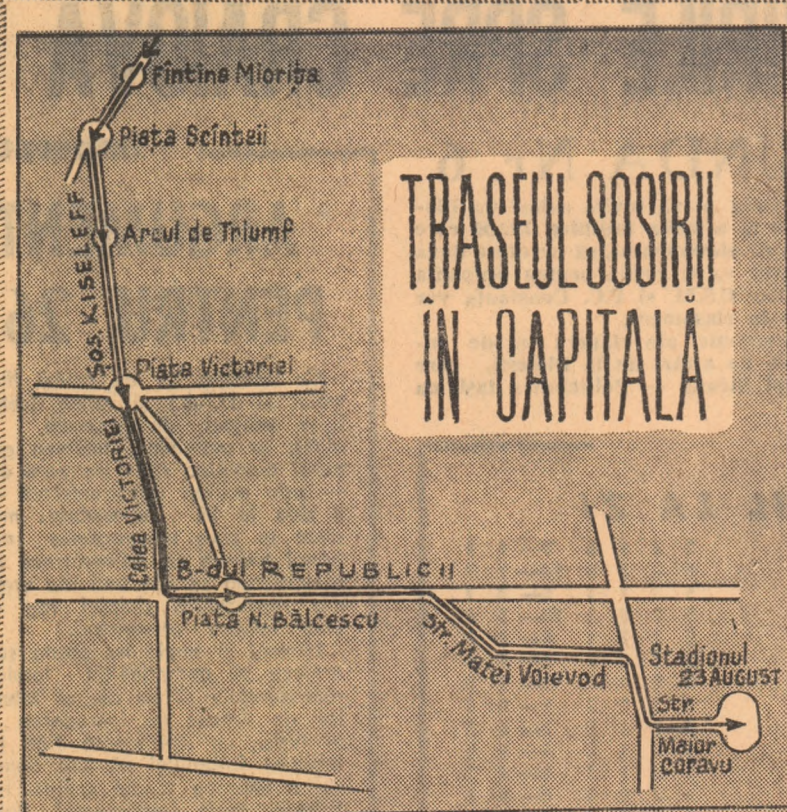 Fîntîna Miorița
Piața Scînteii
TRASEUL SOSIRII
ÎN CAPITALĂ
ȘOS. KISELEFF
Arcul de Triumf
Piața Victoriei
CAlea VICTORIEI
B-dul REPUBLICII
Piața N. Bălcescu
Str. Matei Voievod
Stadionul
23 AUGUST
Str.
Maior
Coravu